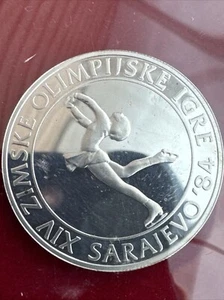 XIV ZIMSKE OLIMPIJSKE IGRE
SARAJEVO '84